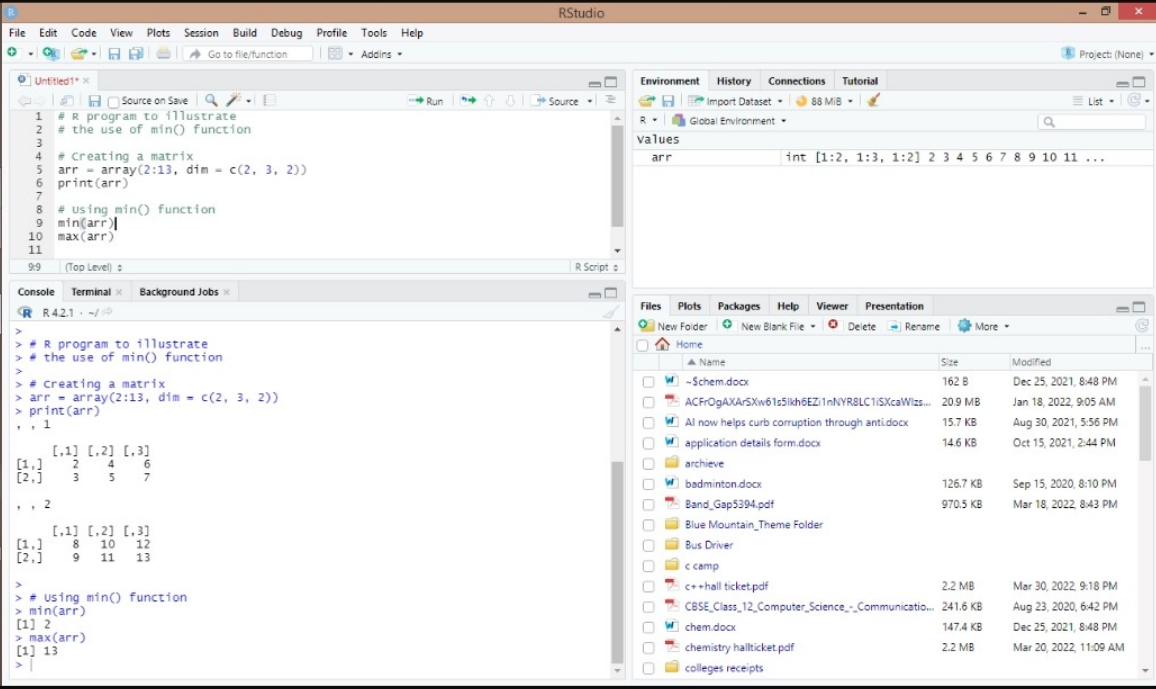 RStudio
File Edit Code View Plots Session Build Debug Profile Tools Help
Go to file/function Addins Project: (None)
Untitled1*
Source on Save Run Source
1 # R program to illustrate
2 # the use of min() function
3
4 # Creating a matrix
5 arr = array(2:13, dim = c(2, 3, 2))
6 print(arr)
7
8 # Using min() function
9 min(arr)
10 max(arr)
11
9:9 (Top Level) R Script
Console Terminal Background Jobs
R 4.2.1 · ~/
>
> # R program to illustrate
> # the use of min() function
>
> # Creating a matrix
> arr = array(2:13, dim = c(2, 3, 2))
> print(arr)
, , 1
[,1] [,2] [,3]
[1,] 2 4 6
[2,] 3 5 7
, , 2
[,1] [,2] [,3]
[1,] 8 10 12
[2,] 9 11 13
>
> # Using min() function
> min(arr)
[1] 2
> max(arr)
[1] 13
>
Environment History Connections Tutorial
Import Dataset 88 MiB List
R Global Environment
Values
arr int [1:2, 1:3, 1:2] 2 3 4 5 6 7 8 9 10 11 ...
Files Plots Packages Help Viewer Presentation
New Folder New Blank File Delete Rename More
Home ...
Name Size Modified
~$chem.docx 162 B Dec 25, 2021, 8:48 PM
20.9 MB Jan 18, 2022, 9:05 AM
AI now helps curb corruption through anti.docx 15.7 KB Aug 30, 2021, 5:56 PM
application details form.docx 14.6 KB Oct 15, 2021, 2:44 PM
archieve
badminton.docx 126.7 KB Sep 15, 2020, 8:10 PM
Band_Gap5394.pdf 970.5 KB Mar 18, 2022, 8:43 PM
Blue Mountain_Theme Folder
Bus Driver
c camp
c++hall ticket.pdf 2.2 MB Mar 30, 2022, 9:18 PM
CBSE_Class_12_Computer_Science_-_Communicatio... 241.6 KB Aug 23, 2020, 6:42 PM
chem.docx 147.4 KB Dec 25, 2021, 8:48 PM
chemistry hallticket.pdf 2.2 MB Mar 20, 2022, 11:09 AM
colleges receipts